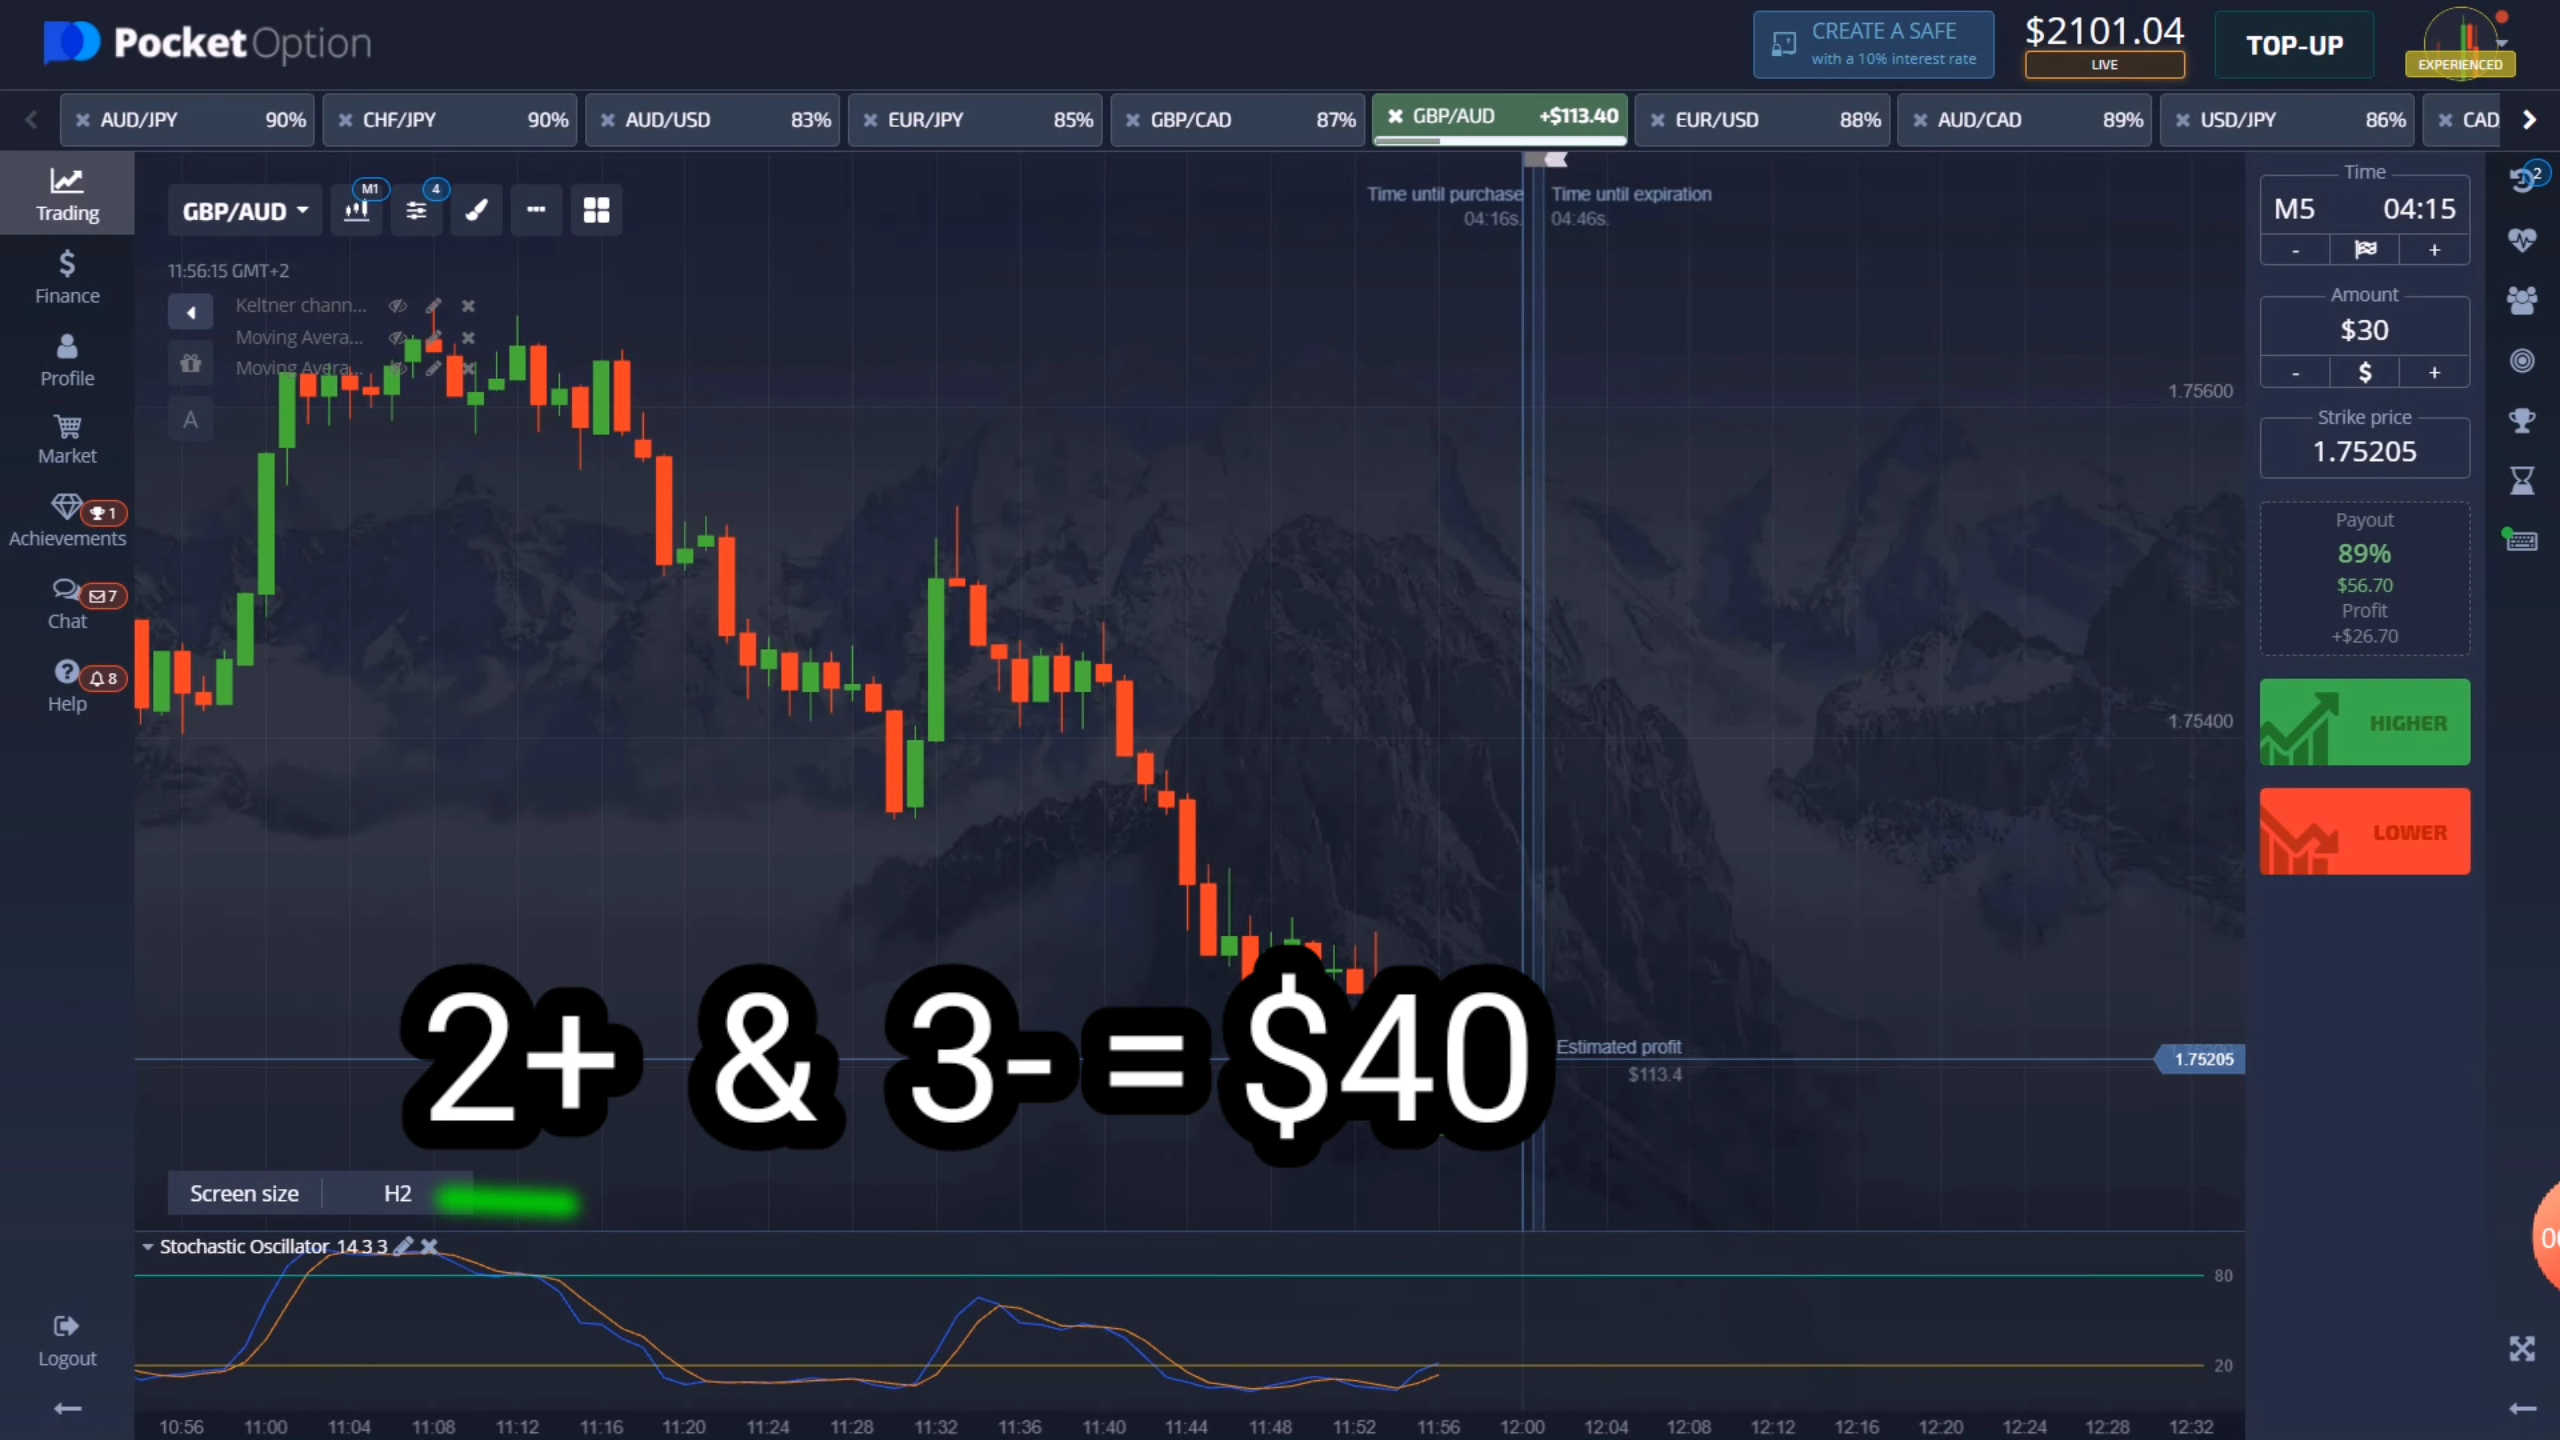 PocketOption
CREATE A SAFE
with a 10% interest rate
$2101.04
LIVE
TOP-UP
EXPERIENCED
AUD/JPY 90%
CHF/JPY 90%
AUD/USD 83%
EUR/JPY 85%
GBP/CAD 87%
GBP/AUD +$113.40
EUR/USD 88%
AUD/CAD 89%
USD/JPY 86%
CAD
Trading
Finance
Profile
Market
1
Achievements
7
Chat
8
Help
Logout
GBP/AUD
M1
4
11:56:15 GMT+2
Keltner chann...
Moving Avera...
Moving Avera...
A
Time until purchase
04:16s.
Time until expiration
04:46s.
1.75600
1.75400
Estimated profit
$113.4
1.75205
2+ & 3- = $40
Screen size H2
Stochastic Oscillator 14 3 3
80
20
10:56 11:00 11:04 11:08 11:12 11:16 11:20 11:24 11:28 11:32 11:36 11:40 11:44 11:48 11:52 11:56 12:00 12:04 12:08 12:12 12:16 12:20 12:24 12:28 12:32
Time
M5 04:15
- +
Amount
$30
- $ +
Strike price
1.75205
Payout
89%
$56.70
Profit
+$26.70
HIGHER
LOWER
2